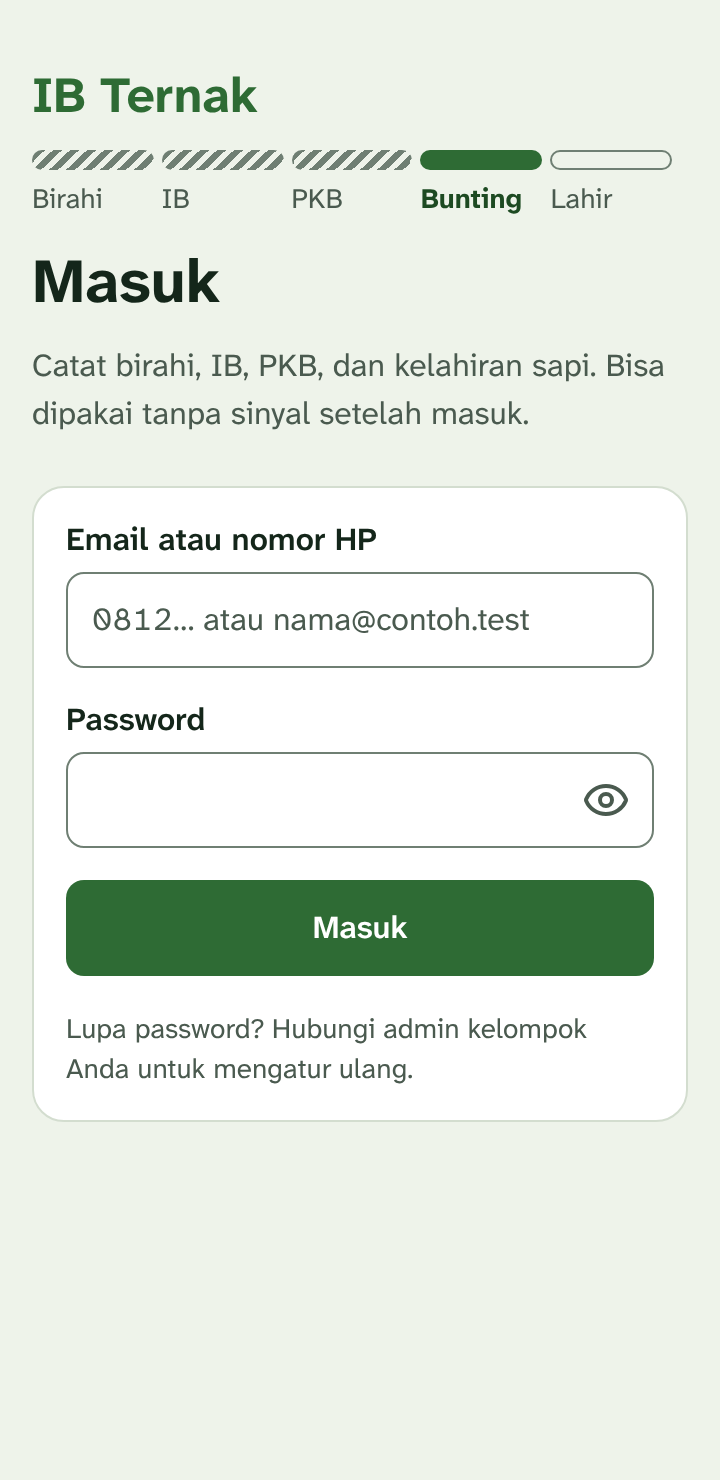 IB Ternak
Birahi IB PKB Bunting Lahir
Masuk
Catat birahi, IB, PKB, dan kelahiran sapi. Bisa
dipakai tanpa sinyal setelah masuk.
Email atau nomor HP
0812... atau nama@contoh.test
Password
Masuk
Lupa password? Hubungi admin kelompok
Anda untuk mengatur ulang.